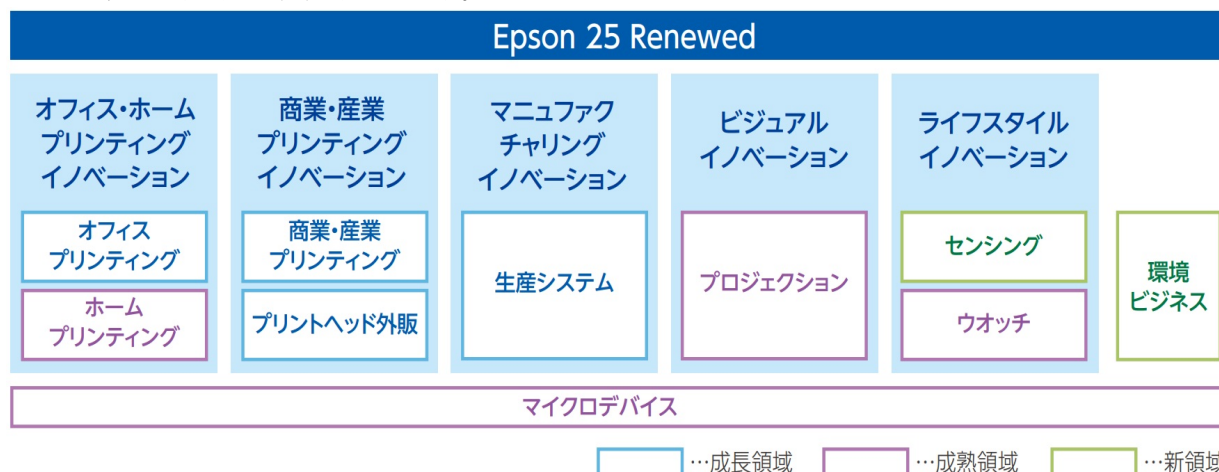 Epson 25 Renewed
オフィス・ホーム
プリンティング
イノベーション
オフィス
プリンティング
ホーム
プリンティング
商業・産業
プリンティング
イノベーション
商業・産業
プリンティング
プリントヘッド外販
マニュファク
チャリング
イノベーション
生産システム
ビジュアル
イノベーション
プロジェクション
ライフスタイル
イノベーション
センシング
ウオッチ
環境
ビジネス
マイクロデバイス
…成長領域
…成熟領域
…新領域